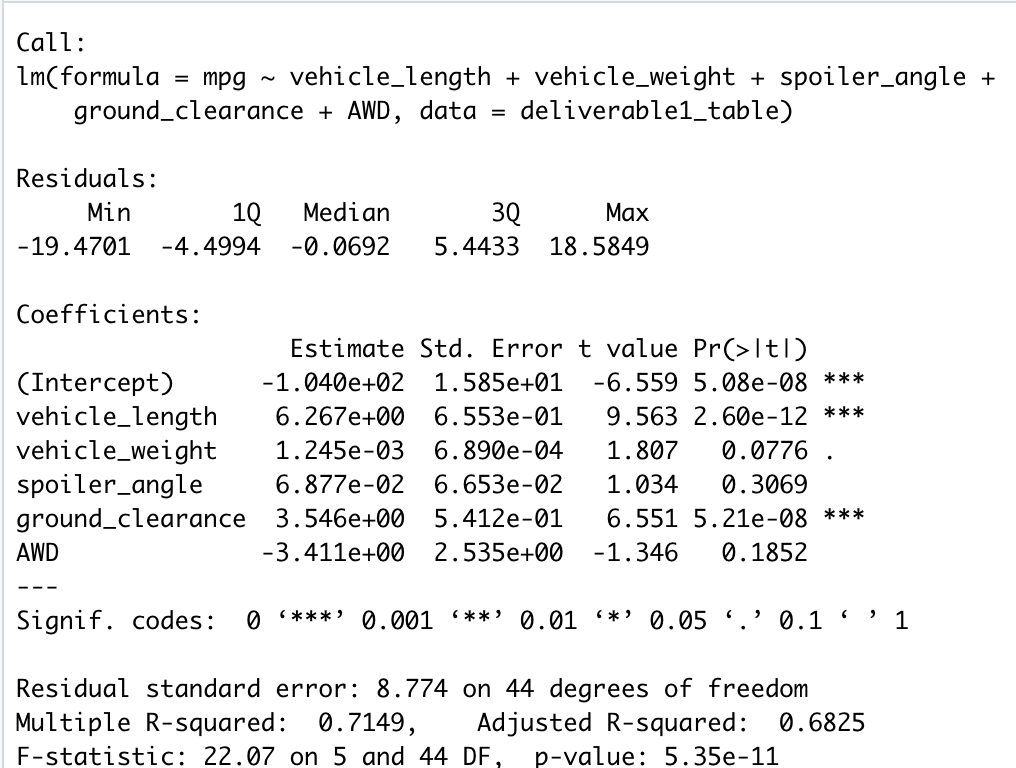 Call:
lm(formula = mpg ~ vehicle_length + vehicle_weight + spoiler_angle +
    ground_clearance + AWD, data = deliverable1_table)

Residuals:
     Min       1Q   Median       3Q      Max
-19.4701  -4.4994  -0.0692   5.4433  18.5849

Coefficients:
                   Estimate Std. Error t value Pr(>|t|)
(Intercept)      -1.040e+02  1.585e+01  -6.559 5.08e-08 ***
vehicle_length    6.267e+00  6.553e-01   9.563 2.60e-12 ***
vehicle_weight    1.245e-03  6.890e-04   1.807   0.0776 .
spoiler_angle     6.877e-02  6.653e-02   1.034   0.3069
ground_clearance  3.546e+00  5.412e-01   6.551 5.21e-08 ***
AWD              -3.411e+00  2.535e+00  -1.346   0.1852
---
Signif. codes:  0 ‘***’ 0.001 ‘**’ 0.01 ‘*’ 0.05 ‘.’ 0.1 ‘ ’ 1

Residual standard error: 8.774 on 44 degrees of freedom
Multiple R-squared:  0.7149,    Adjusted R-squared:  0.6825
F-statistic: 22.07 on 5 and 44 DF,  p-value: 5.35e-11